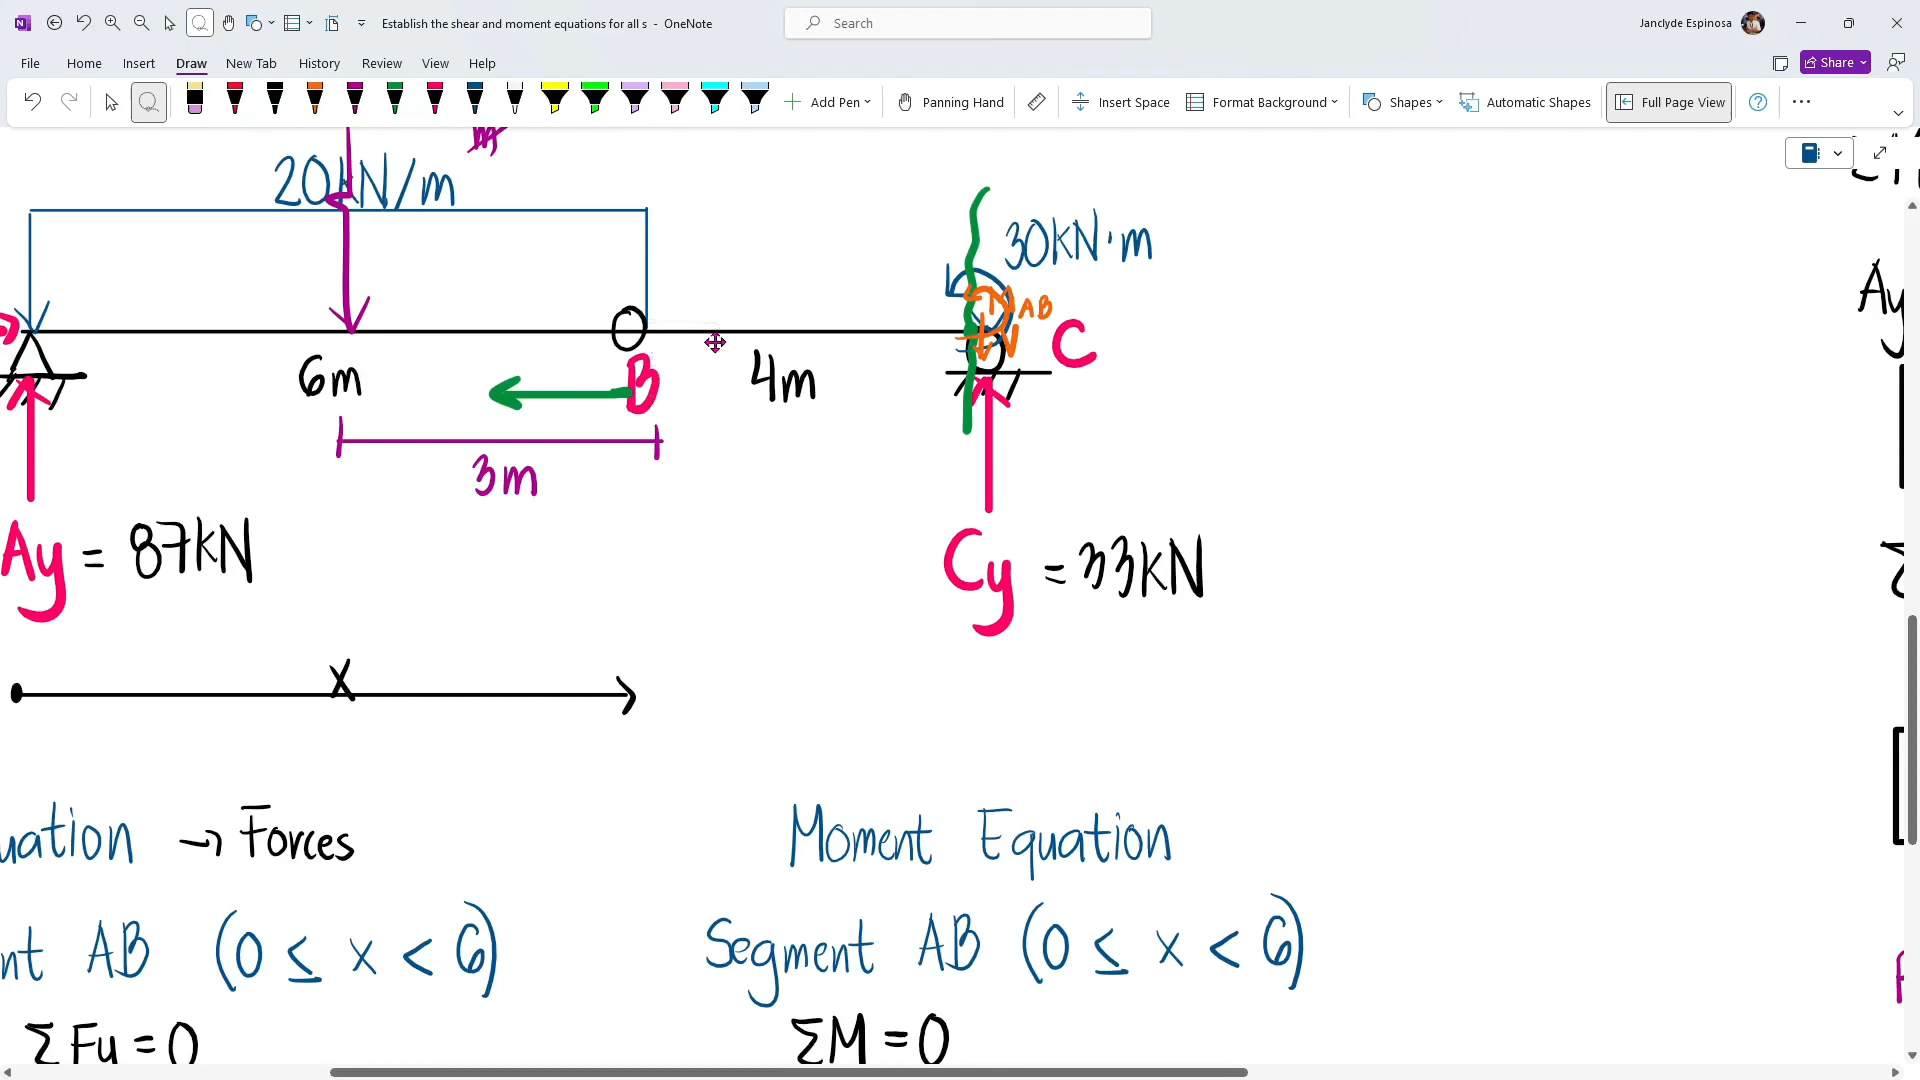 Establish the shear and moment equations for all s - OneNote
Search
Janclyde Espinosa
File Home Insert Draw New Tab History Review View Help
Share
Add Pen Panning Hand Insert Space Format Background Shapes Automatic Shapes Full Page View
20kN/m
30kN·m
AB
V
C
6m
B
4m
3m
Ay = 87kN
Cy = 33kN
Ay
x
uation → Forces
Moment Equation
nt AB (0 ≤ x < 6)
Segment AB (0 ≤ x < 6)
ΣFy = 0
ΣM = 0